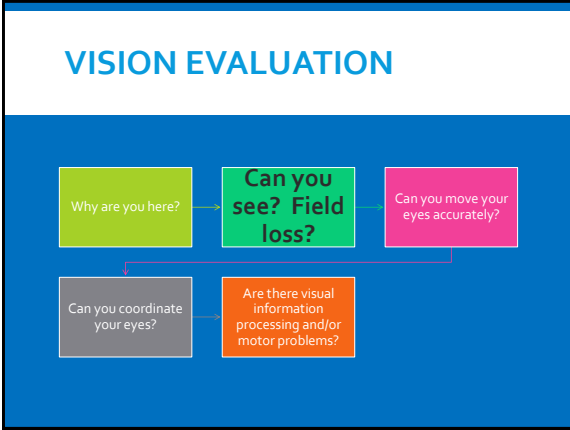 VISION EVALUATION
Why are you here?
Can you
see? Field
loss?
Can you move your
eyes accurately?
Can you coordinate
your eyes?
Are there visual
information
processing and/or
motor problems?